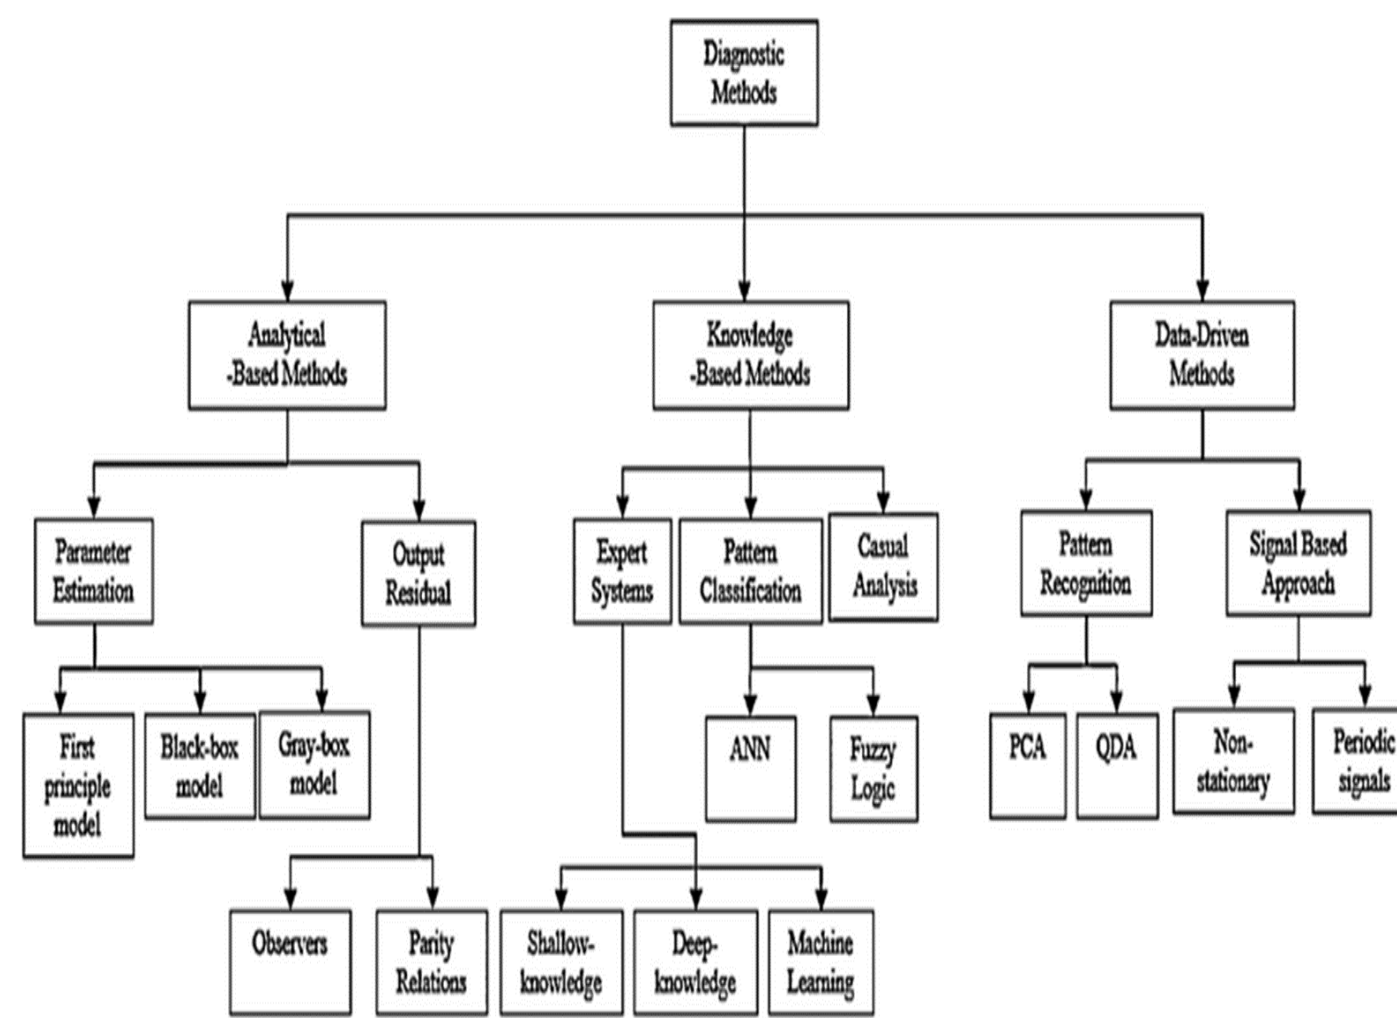 Diagnostic
Methods
Analytical
-Based Methods
Knowledge
-Based Methods
Data-Driven
Methods
Parameter
Estimation
Output
Residual
Expert
Systems
Pattern
Classification
Casual
Analysis
Pattern
Recognition
Signal Based
Approach
First
principle
model
Black-box
model
Gray-box
model
ANN
Fuzzy
Logic
PCA
QDA
Non-
stationary
Periodic
signals
Observers
Parity
Relations
Shallow-
knowledge
Deep-
knowledge
Machine
Learning